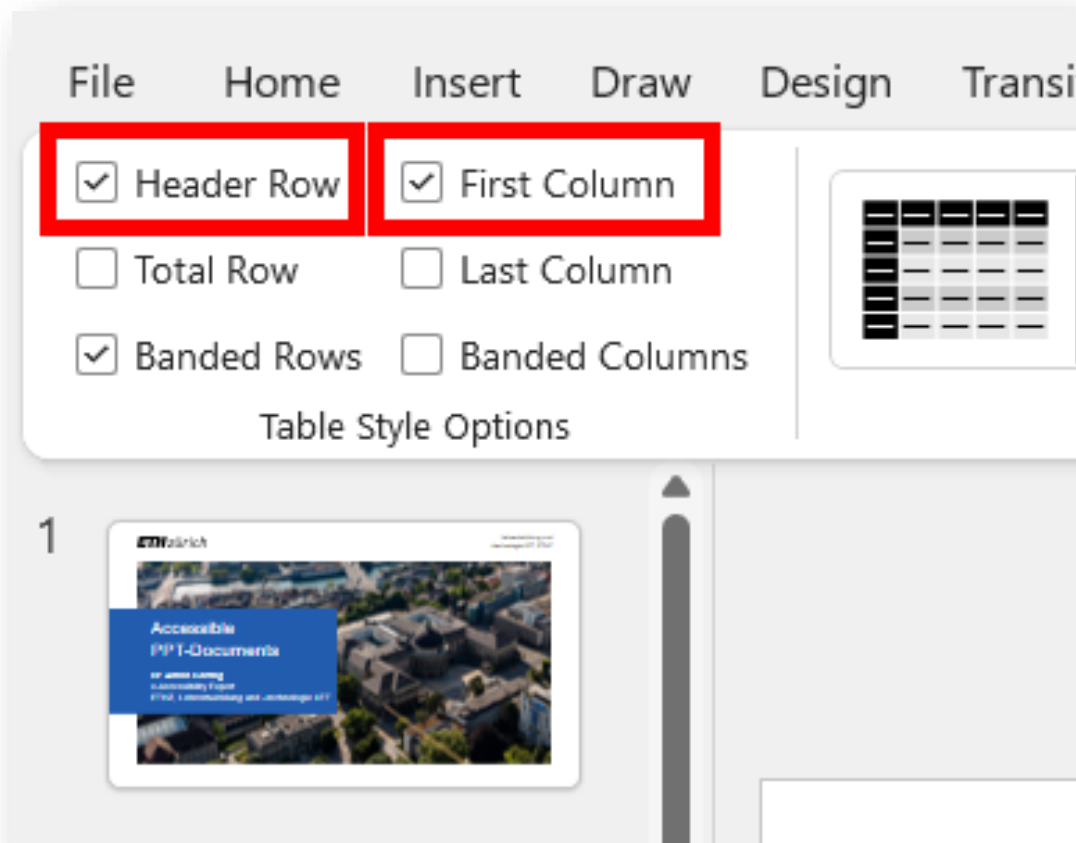 File Home Insert Draw Design Transi
Header Row First Column
Total Row Last Column
Banded Rows Banded Columns
Table Style Options
1
ETH zürich
Accessible
PPT-Documents